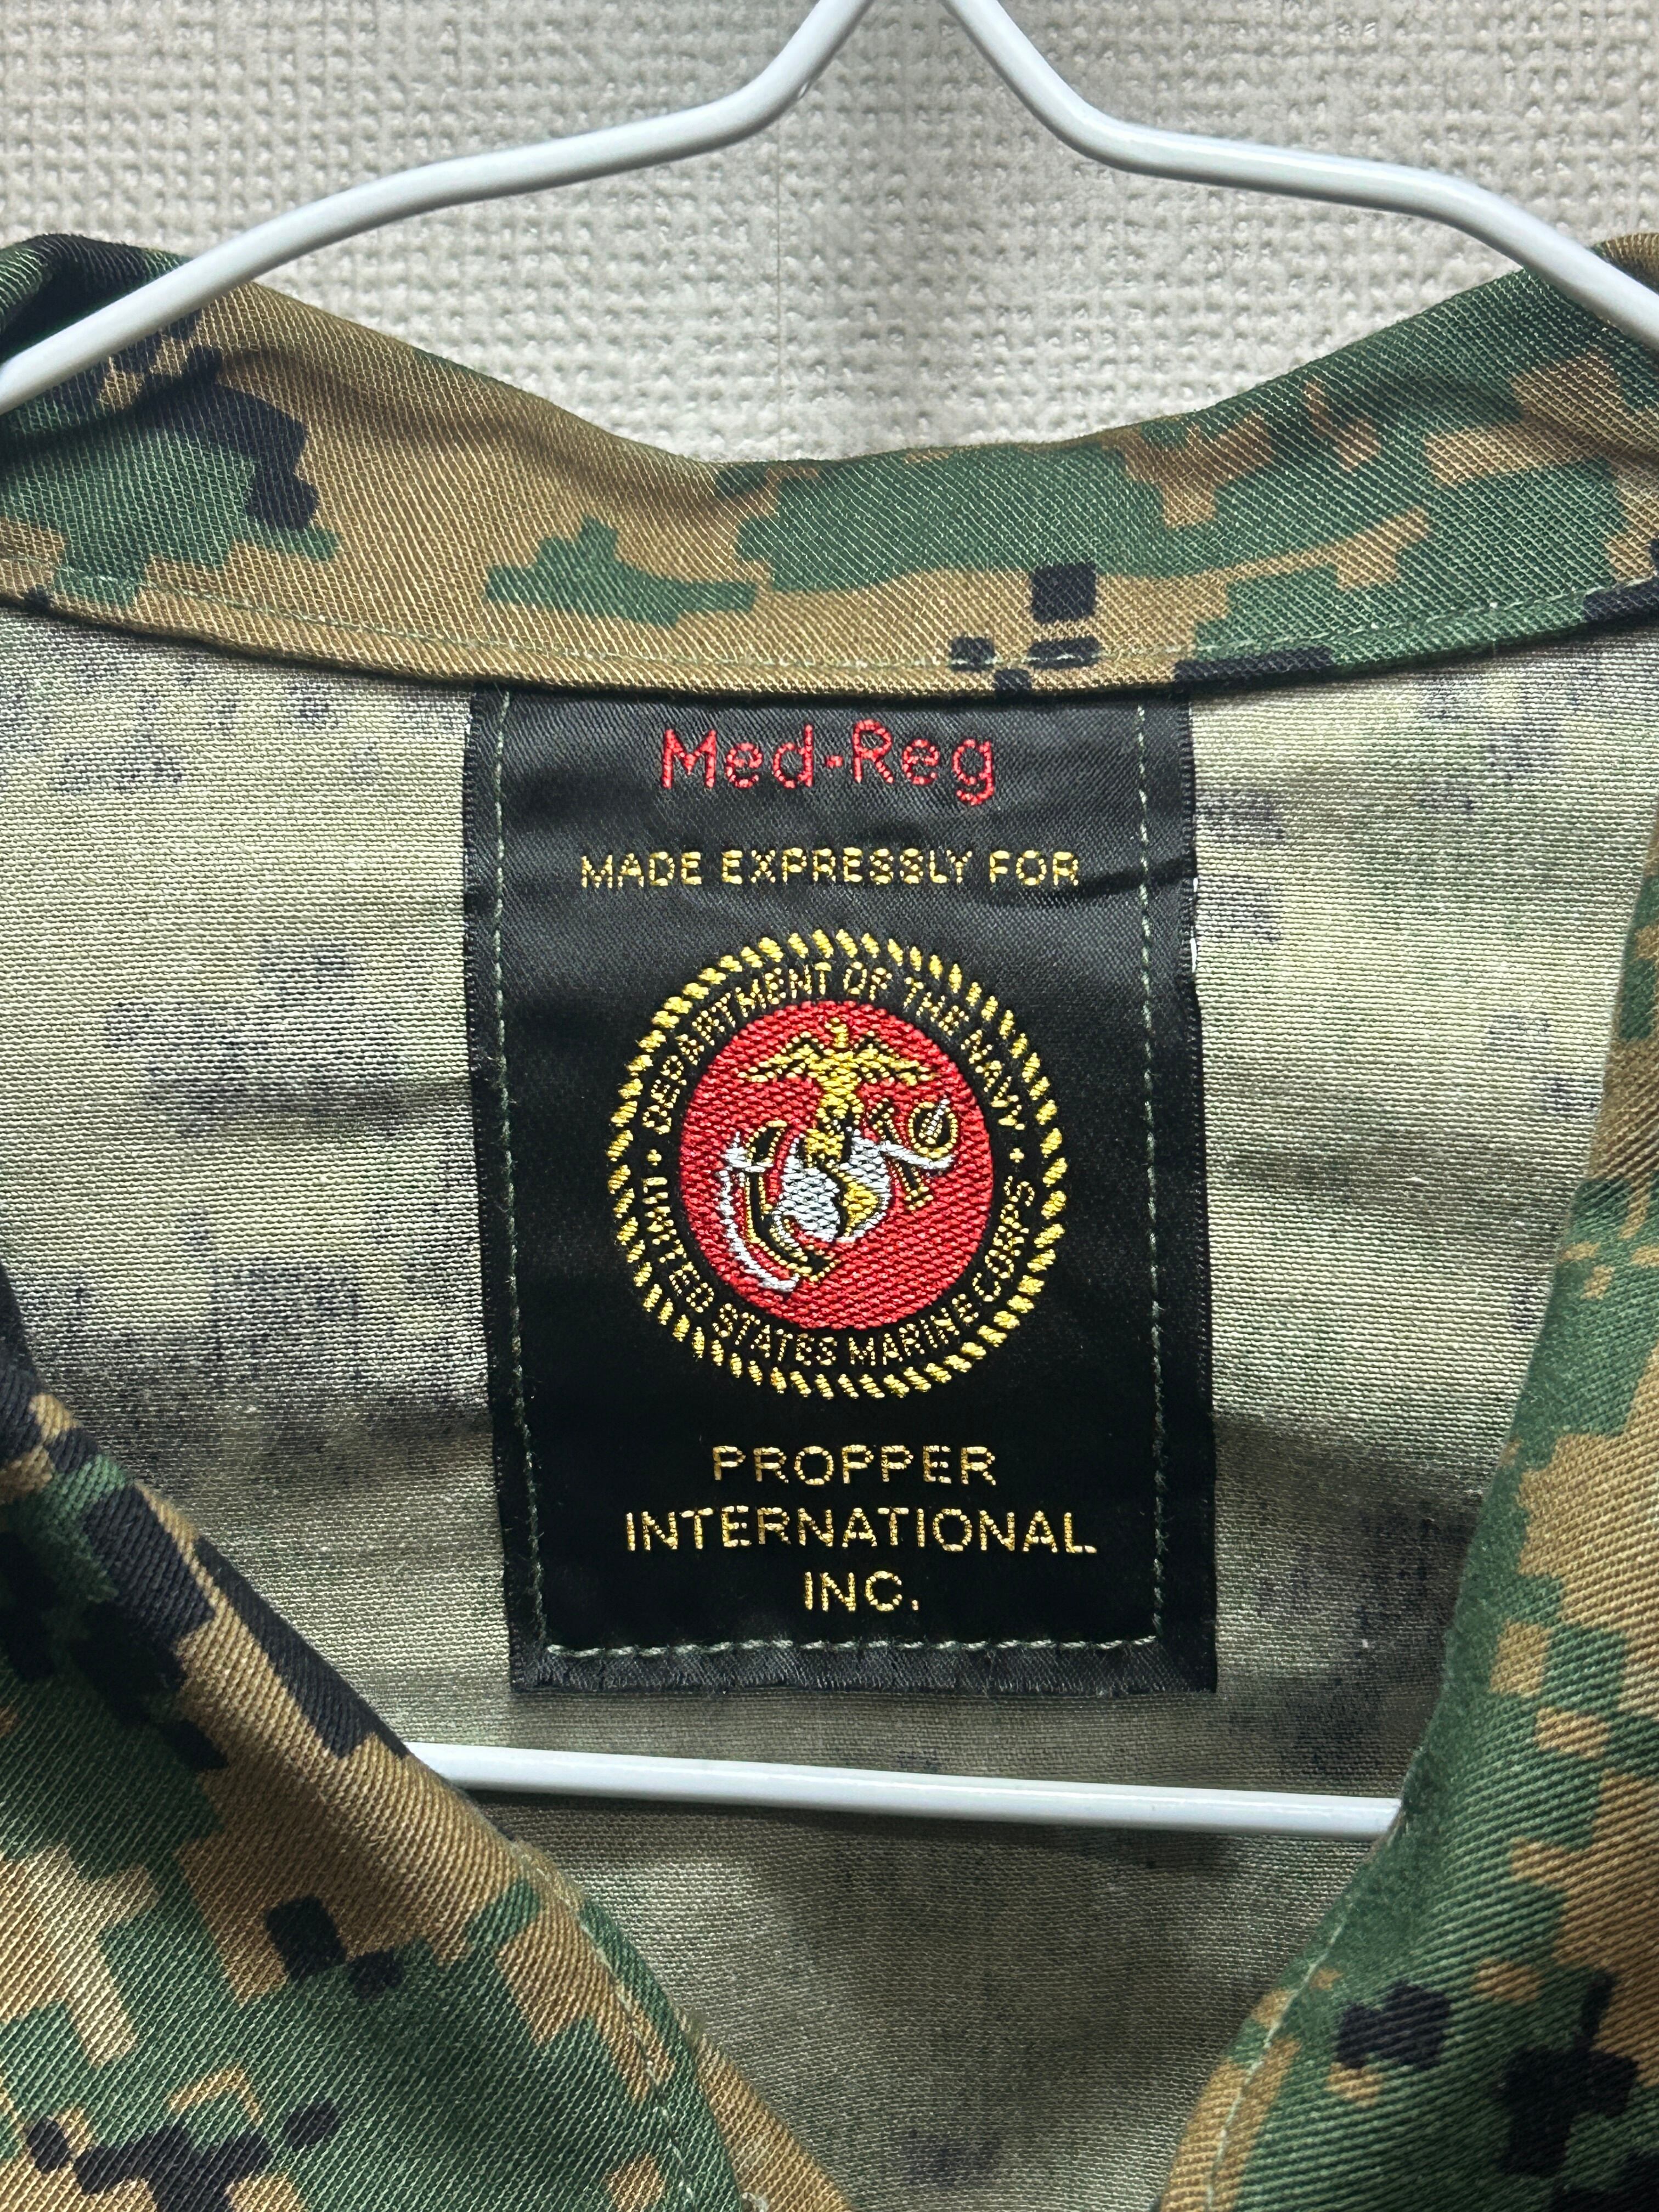 Med-Reg
MADE EXPRESSLY FOR
DEPARTMENT OF THE NAVY
UNITED STATES MARINE CORPS
PROPPER
INTERNATIONAL
INC.